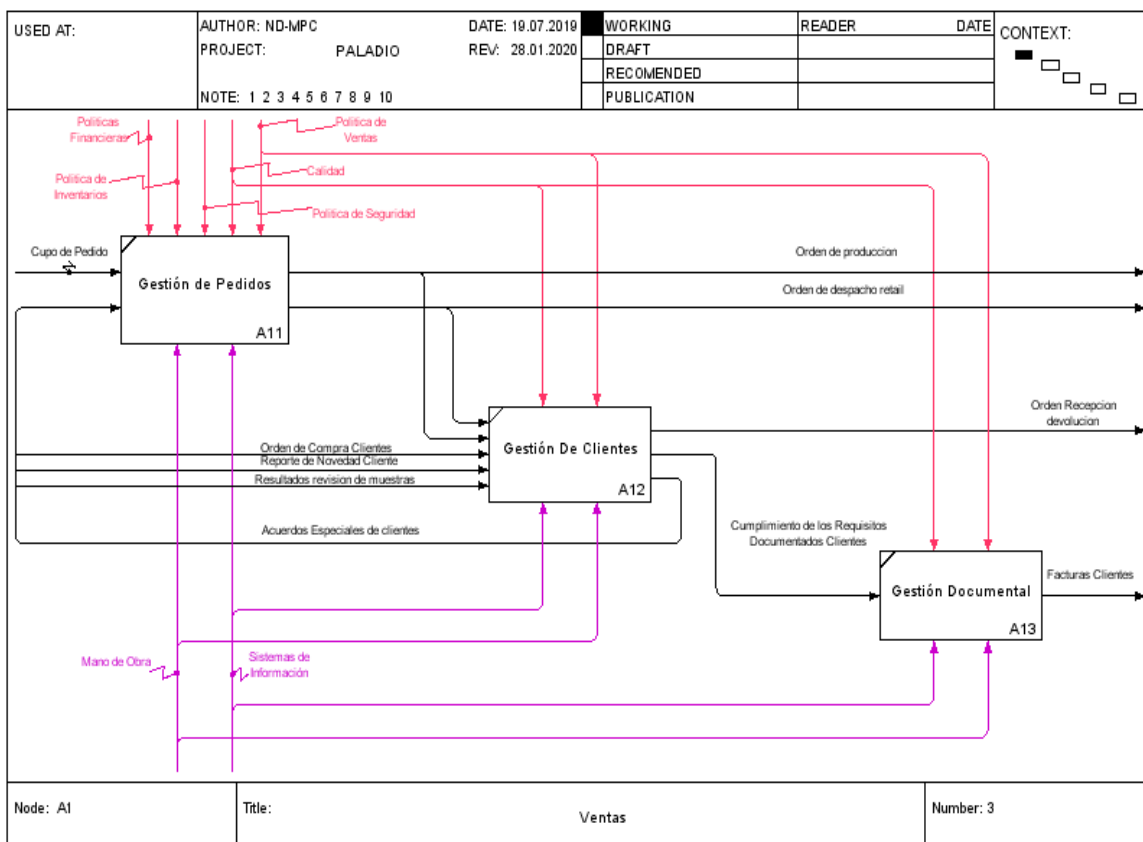 USED AT:
AUTHOR: ND-MPC
DATE: 19.07.2019
PROJECT: PALADIO
REV: 28.01.2020
NOTE: 1 2 3 4 5 6 7 8 9 10
WORKING
DRAFT
RECOMENDED
PUBLICATION
READER
DATE
CONTEXT:
Politicas
Financieras
Politica de
Ventas
Politica de
Inventarios
Calidad
Politica de Seguridad
Cupo de Pedido
Gestión de Pedidos
A11
Orden de produccion
Orden de despacho retail
Orden Recepcion
devolucion
Orden de Compra Clientes
Reporte de Novedad Cliente
Resultados revision de muestras
Gestión De Clientes
A12
Acuerdos Especiales de clientes
Cumplimiento de los Requisitos
Documentados Clientes
Gestión Documental
A13
Facturas Clientes
Mano de Obra
Sistemas de
Información
Node: A1
Title:
Ventas
Number: 3